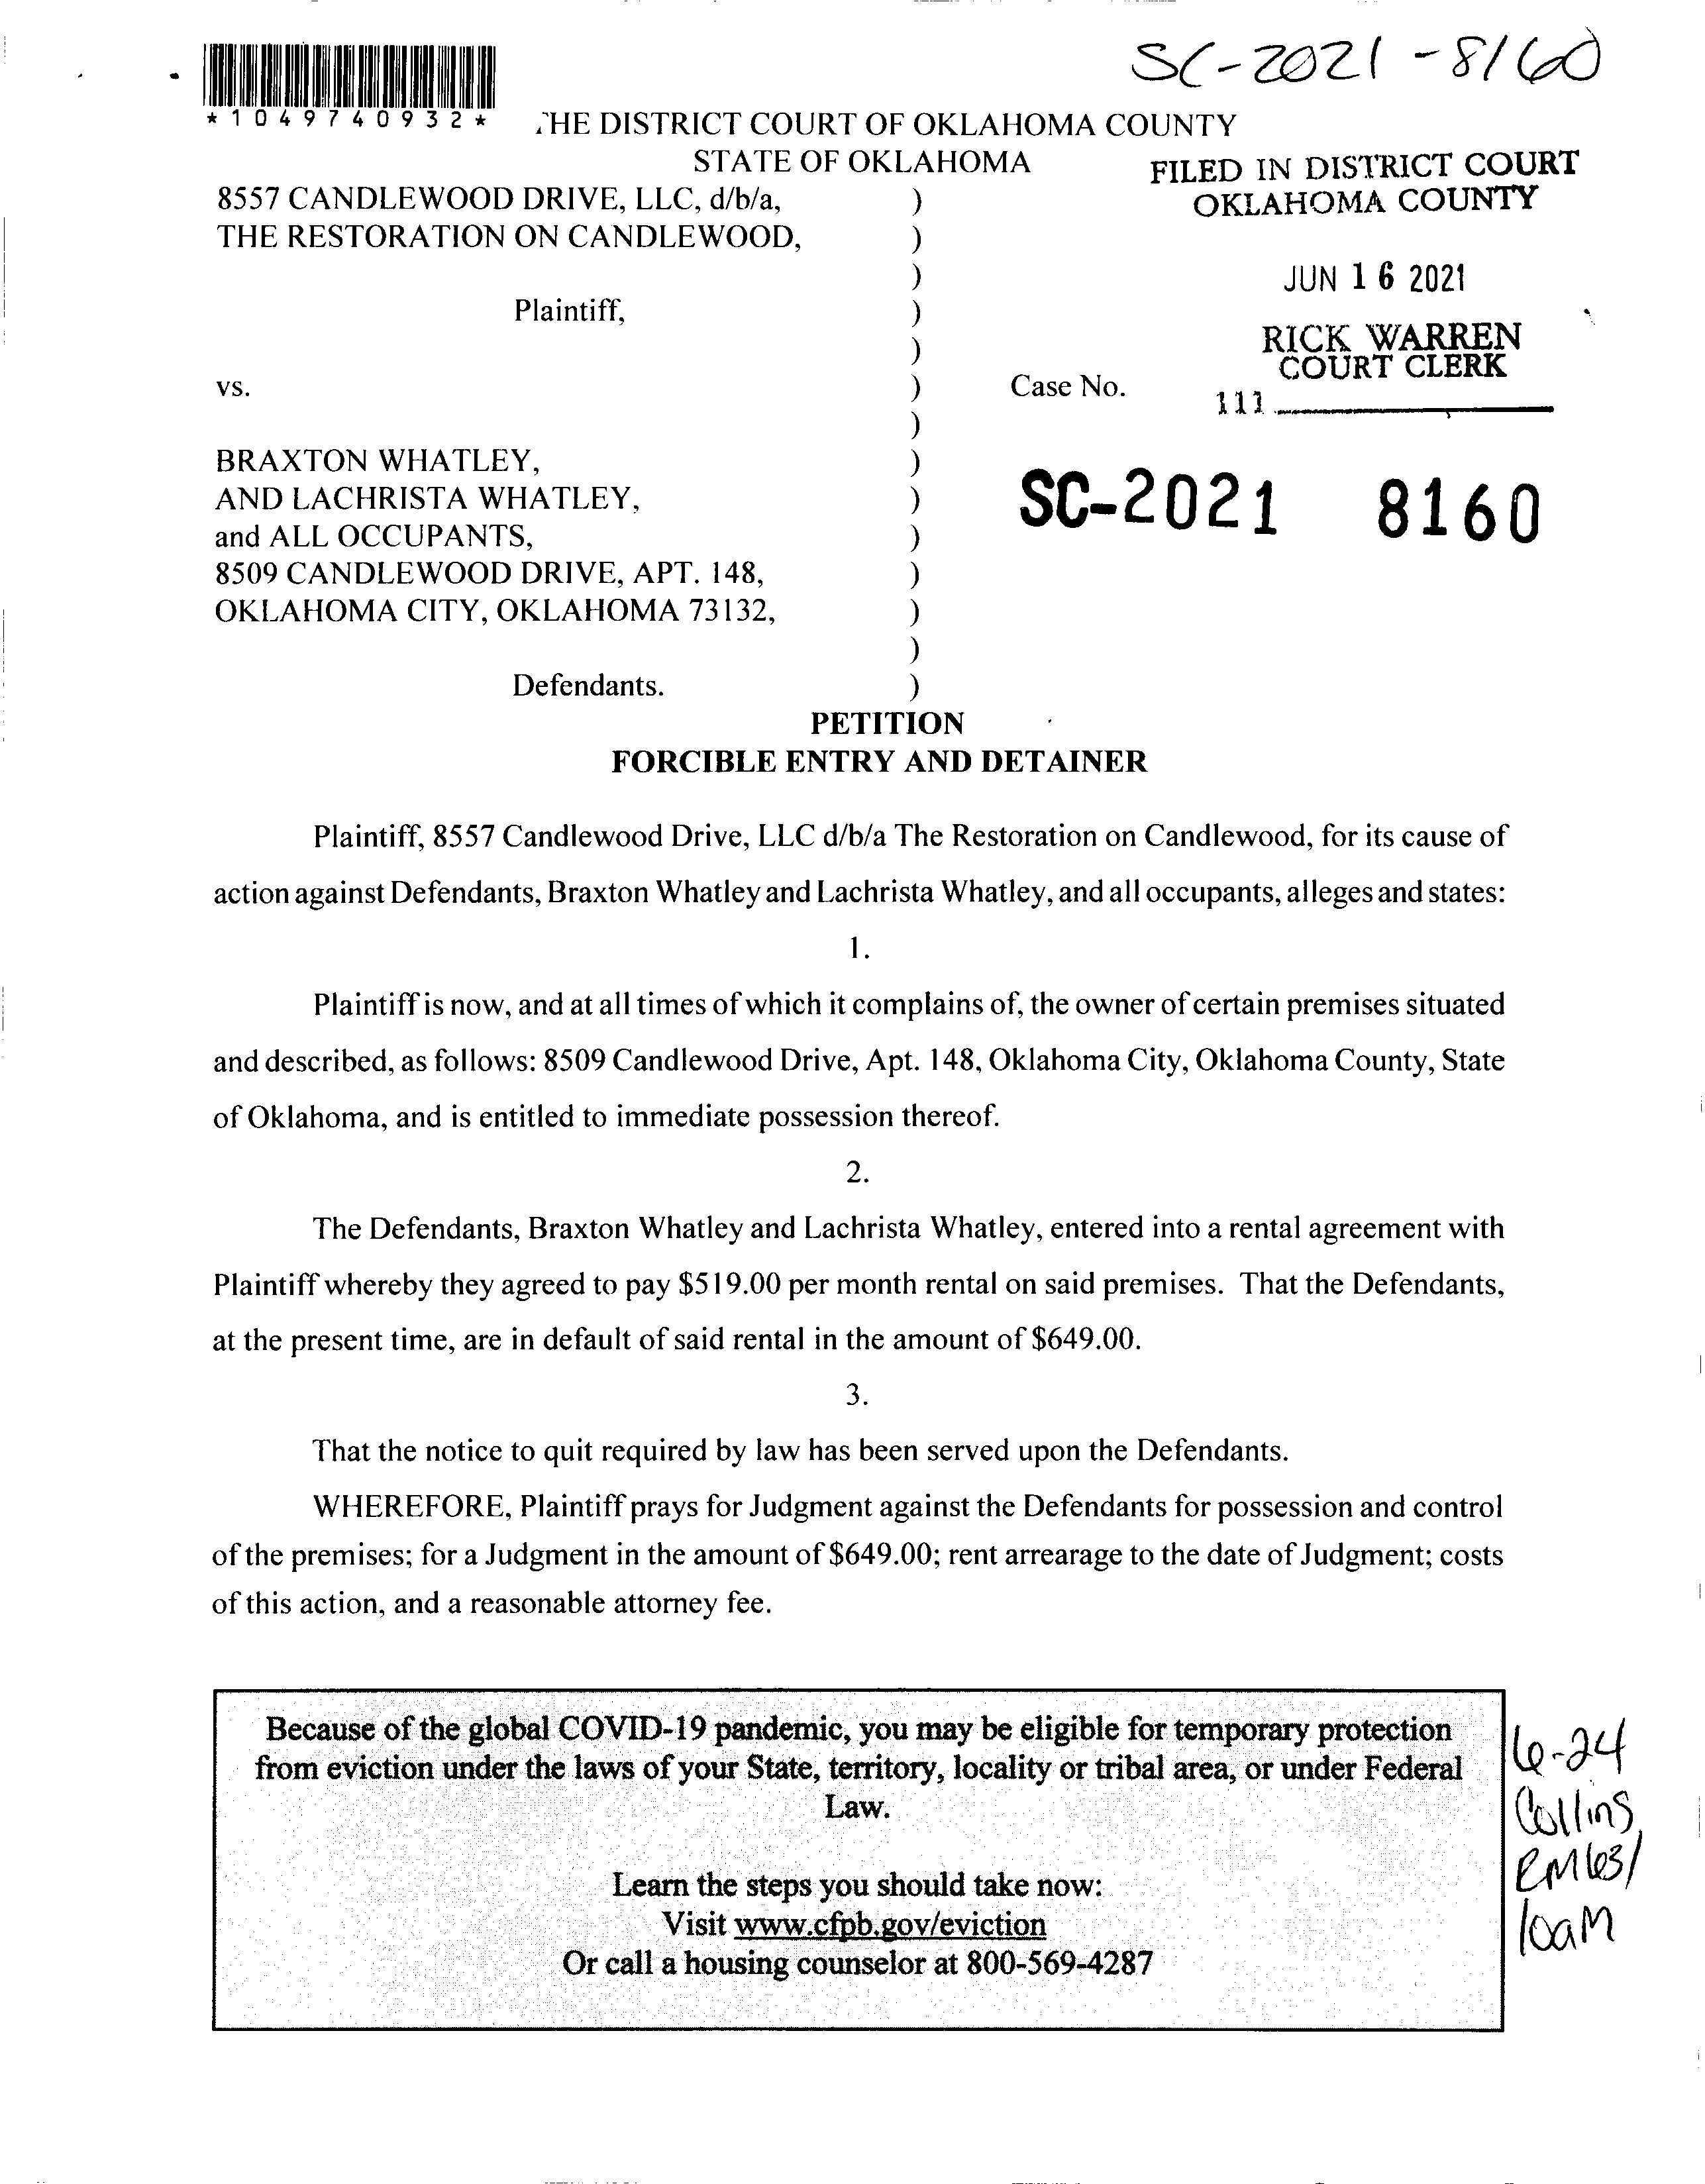 SC-2021-8160
*1049740932*
THE DISTRICT COURT OF OKLAHOMA COUNTY
STATE OF OKLAHOMA
FILED IN DISTRICT COURT
OKLAHOMA COUNTY
JUN 16 2021
RICK WARREN
COURT CLERK
111
8557 CANDLEWOOD DRIVE, LLC, d/b/a, )
THE RESTORATION ON CANDLEWOOD, )
)
Plaintiff, )
)
vs. ) Case No.
)
BRAXTON WHATLEY, )
AND LACHRISTA WHATLEY, ) SC-2021 8160
and ALL OCCUPANTS, )
8509 CANDLEWOOD DRIVE, APT. 148, )
OKLAHOMA CITY, OKLAHOMA 73132, )
)
Defendants. )
PETITION
FORCIBLE ENTRY AND DETAINER
Plaintiff, 8557 Candlewood Drive, LLC d/b/a The Restoration on Candlewood, for its cause of
action against Defendants, Braxton Whatley and Lachrista Whatley, and all occupants, alleges and states:
1.
Plaintiff is now, and at all times of which it complains of, the owner of certain premises situated
and described, as follows: 8509 Candlewood Drive, Apt. 148, Oklahoma City, Oklahoma County, State
of Oklahoma, and is entitled to immediate possession thereof.
2.
The Defendants, Braxton Whatley and Lachrista Whatley, entered into a rental agreement with
Plaintiff whereby they agreed to pay $519.00 per month rental on said premises. That the Defendants,
at the present time, are in default of said rental in the amount of $649.00.
3.
That the notice to quit required by law has been served upon the Defendants.
WHEREFORE, Plaintiff prays for Judgment against the Defendants for possession and control
of the premises; for a Judgment in the amount of $649.00; rent arrearage to the date of Judgment; costs
of this action, and a reasonable attorney fee.
Because of the global COVID-19 pandemic, you may be eligible for temporary protection
from eviction under the laws of your State, territory, locality or tribal area, or under Federal
Law.
Learn the steps you should take now:
Visit www.cfpb.gov/eviction
Or call a housing counselor at 800-569-4287
6-24
Collins
RM631
10am